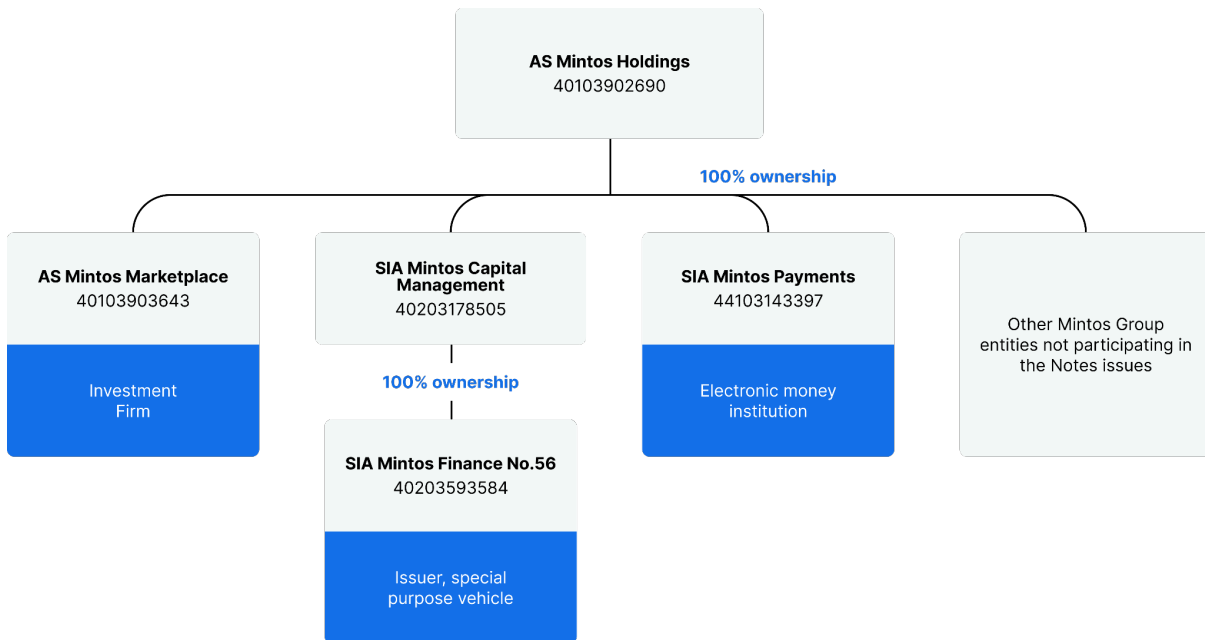 AS Mintos Holdings
40103902690
100% ownership
AS Mintos Marketplace
40103903643
Investment
Firm
SIA Mintos Capital
Management
40203178505
100% ownership
SIA Mintos Finance No.56
40203593584
Issuer, special
purpose vehicle
SIA Mintos Payments
44103143397
Electronic money
institution
Other Mintos Group
entities not participating in
the Notes issues